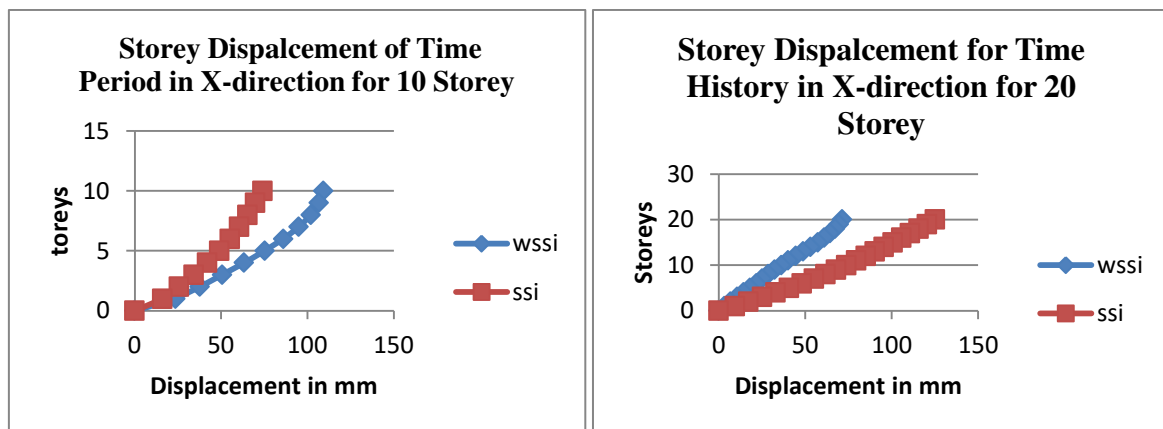 Storey Dispalcement of Time
Period in X-direction for 10 Storey
15
10
5
0
toreys
0 50 100 150
Displacement in mm
wssi
ssi
Storey Dispalcement for Time
History in X-direction for 20
Storey
30
20
10
0
Storeys
0 50 100 150
Displacement in mm
wssi
ssi